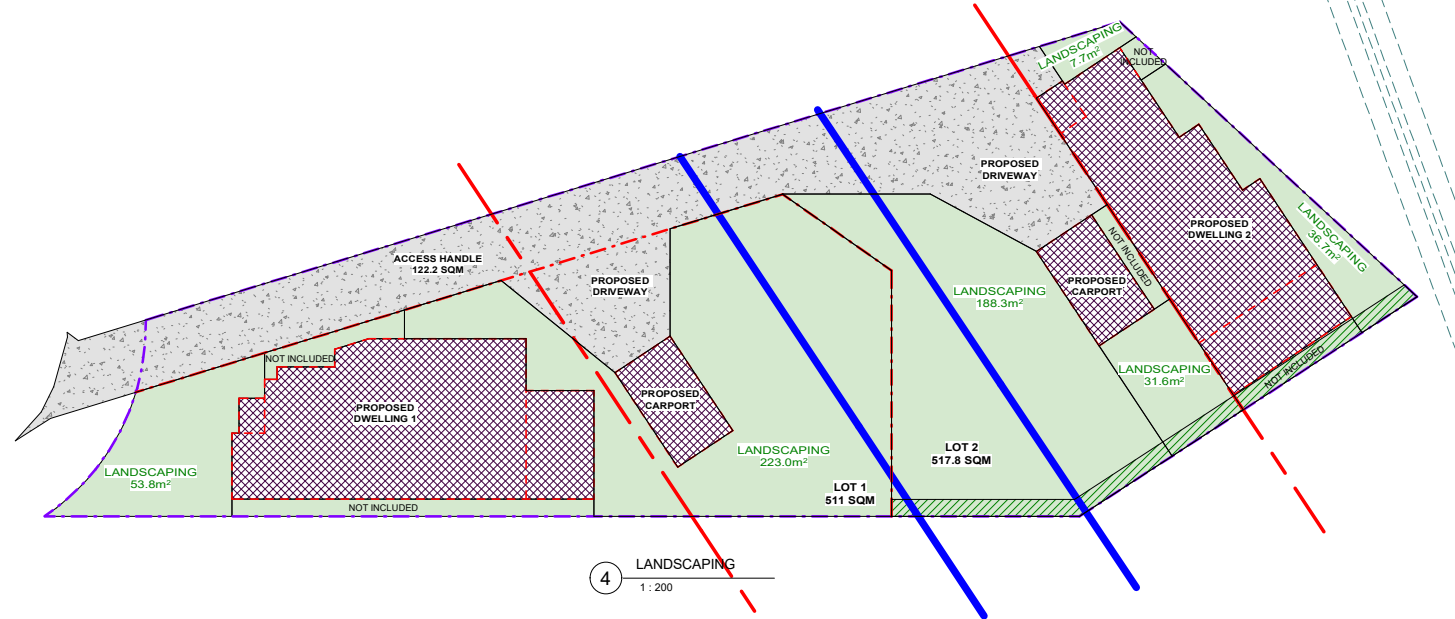 LANDSCAPING
7.7m²
NOT
INCLUDED
PROPOSED
DRIVEWAY
PROPOSED
DWELLING 2
LANDSCAPING
36.7m²
NOT INCLUDED
ACCESS HANDLE
122.2 SQM
PROPOSED
DRIVEWAY
PROPOSED
CARPORT
LANDSCAPING
188.3m²
NOT INCLUDED
NOT INCLUDED
LANDSCAPING
31.6m²
PROPOSED
DWELLING 1
PROPOSED
CARPORT
LANDSCAPING
223.0m²
LOT 2
517.8 SQM
LANDSCAPING
53.8m²
LOT 1
511 SQM
NOT INCLUDED
4
LANDSCAPING
1 : 200